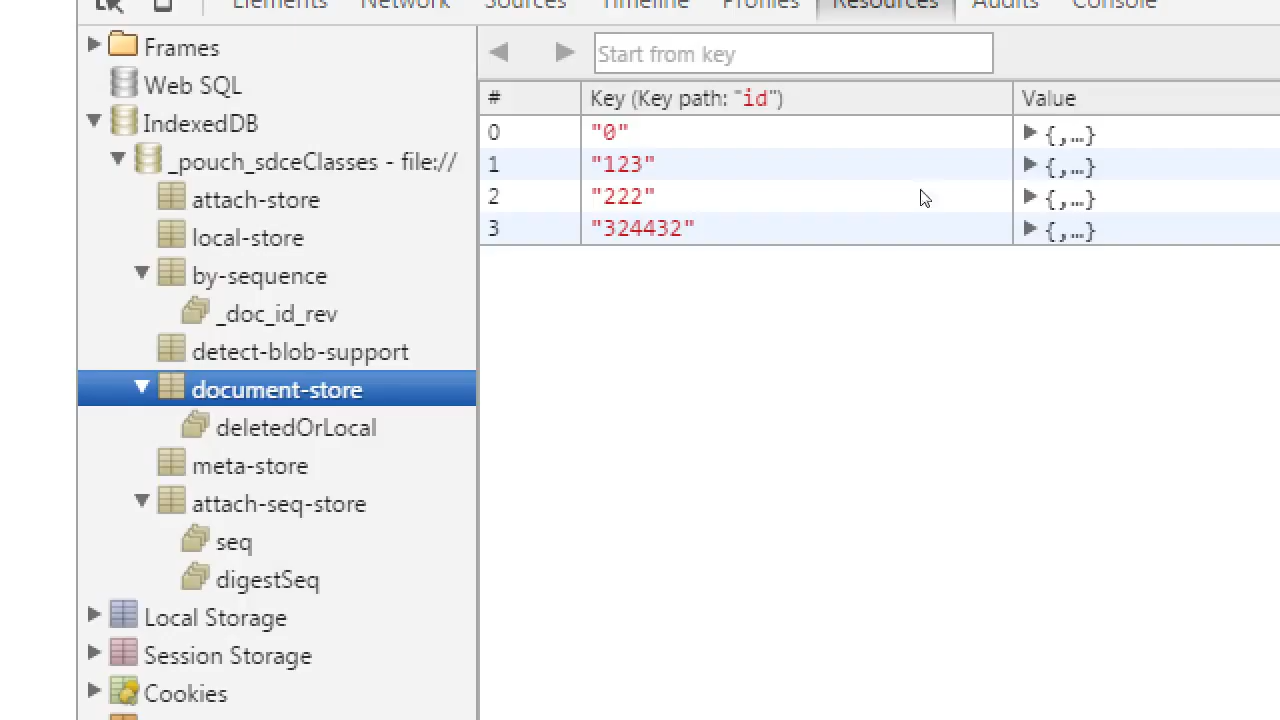 Elements Network Sources Timeline Profiles Resources Audits Console
Frames
Web SQL
IndexedDB
_pouch_sdceClasses - file://
attach-store
local-store
by-sequence
_doc_id_rev
detect-blob-support
document-store
deletedOrLocal
meta-store
attach-seq-store
seq
digestSeq
Local Storage
Session Storage
Cookies
Start from key
# Key (Key path: "id") Value
0 "0" {,…}
1 "123" {,…}
2 "222" {,…}
3 "324432" {,…}